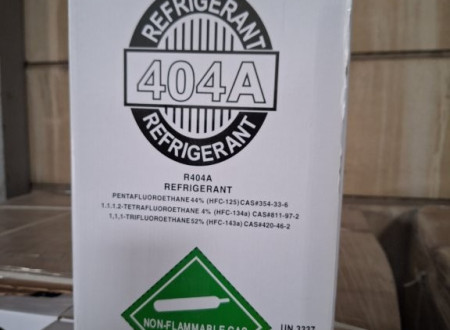 REFRIGERANT
404A
REFRIGERANT
R404A
REFRIGERANT
PENTAFLUOROETHANE 44% (HFC-125) CAS#354-33-6
1,1,1,2-TETRAFLUOROETHANE 4% (HFC-134a) CAS#811-97-2
1,1,1-TRIFLUOROETHANE 52% (HFC-143a) CAS#420-46-2
NON-FLAMMABLE GAS
UN 3337